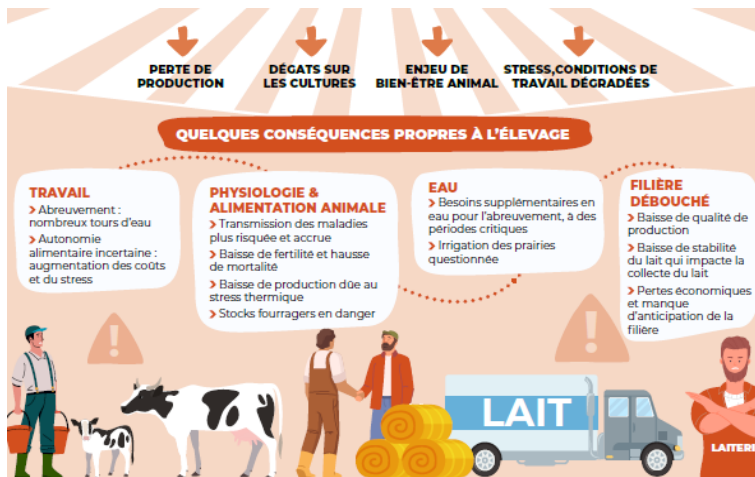 PERTE DE
PRODUCTION
DÉGATS SUR
LES CULTURES
ENJEU DE
BIEN-ÊTRE ANIMAL
STRESS,CONDITIONS DE
TRAVAIL DÉGRADÉES
QUELQUES CONSÉQUENCES PROPRES À L'ÉLEVAGE
TRAVAIL
> Abreuvement :
nombreux tours d'eau
> Autonomie
alimentaire incertaine :
augmentation des coûts
et du stress
PHYSIOLOGIE &
ALIMENTATION ANIMALE
> Transmission des maladies
plus risquée et accrue
> Baisse de fertilité et hausse
de mortalité
> Baisse de production dûe au
stress thermique
> Stocks fourragers en danger
EAU
> Besoins supplémentaires en
eau pour l'abreuvement, à des
périodes critiques
> Irrigation des prairies
questionnée
FILIÈRE
DÉBOUCHÉ
> Baisse de qualité de
production
> Baisse de stabilité
du lait qui impacte la
collecte du lait
> Pertes économiques
et manque
d'anticipation de la
filière
LAIT
LAITERI